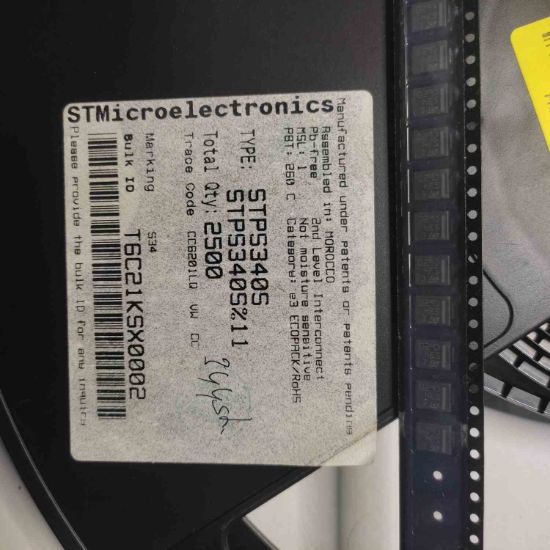 STMicroelectronics
Manufactured under patents or patents pending
Assembled in: MOROCCO
Pb-free 2nd Level Interconnect
MSL: 1 Not moisture sensitive
PBT: 260 C Category: e3 ECOPACK/RoHS
TYPE: STPS340S
STPS340S%11
Total Qty: 2500
Trace Code CC6201LQ VW CC
Marking S34
Bulk ID T6C21KSX0002
Please provide the bulk ID for any inquiry